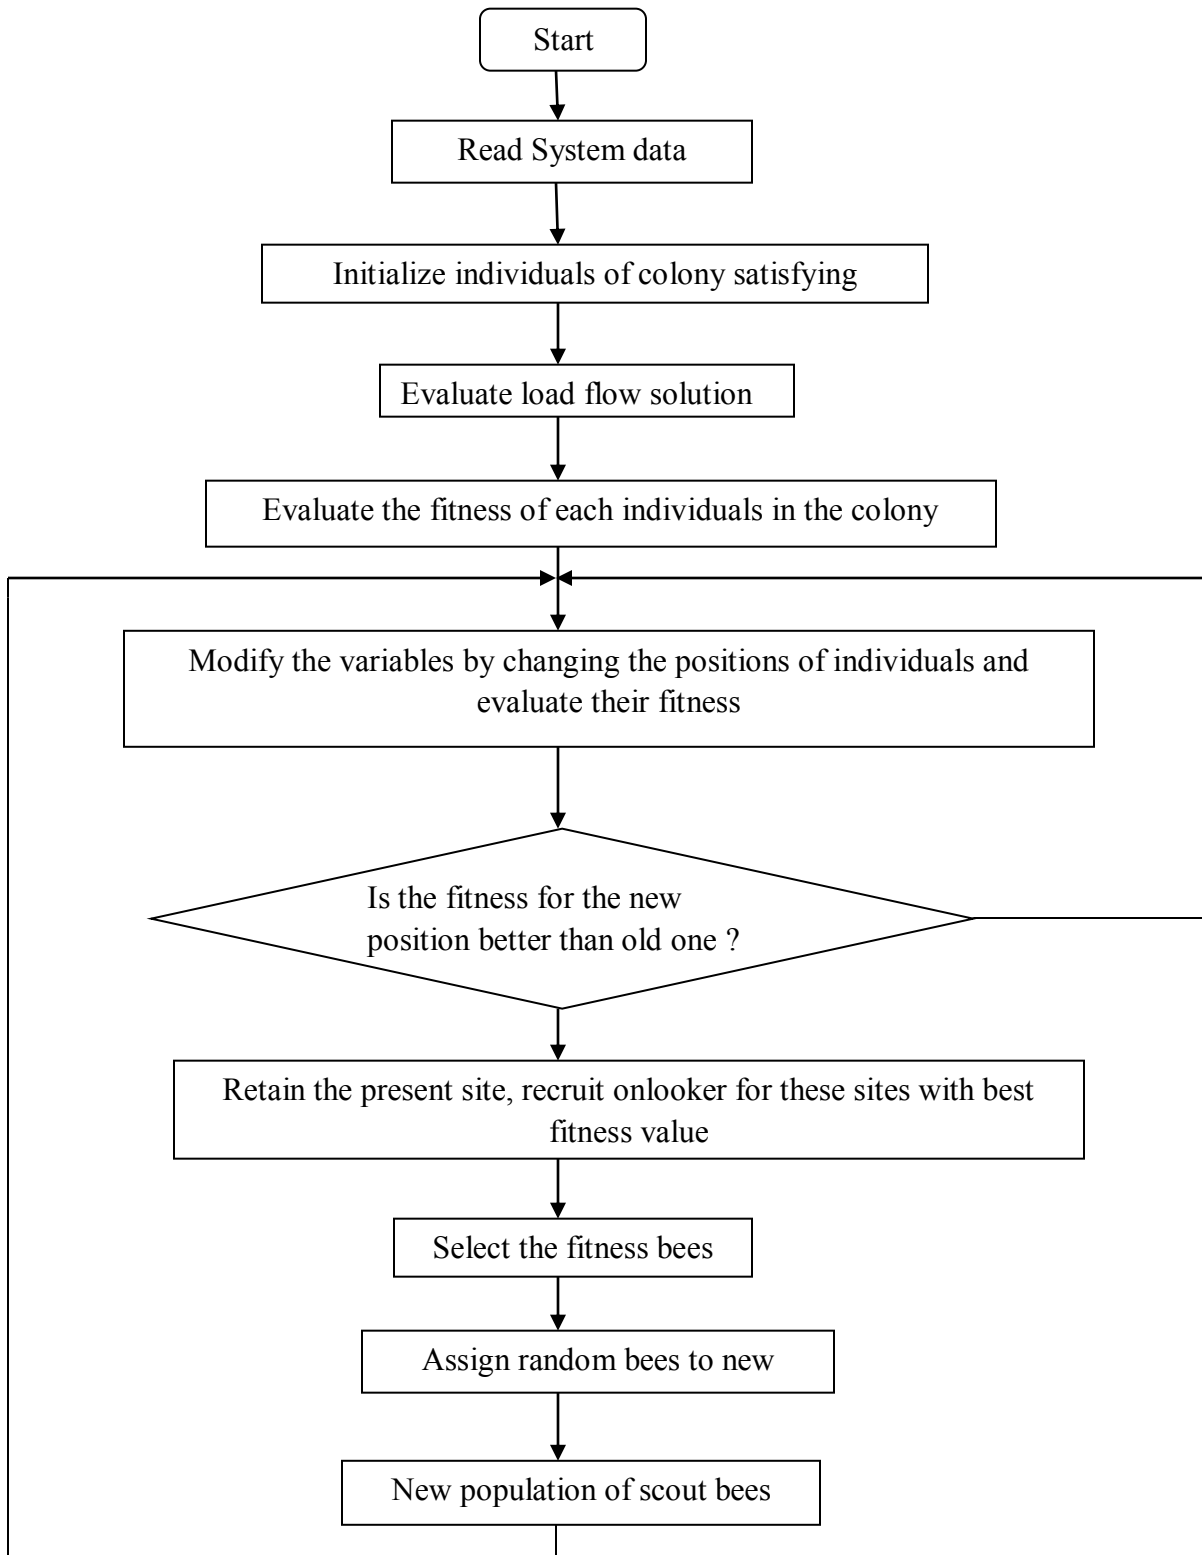 Start
Read System data
Initialize individuals of colony satisfying
Evaluate load flow solution
Evaluate the fitness of each individuals in the colony
Modify the variables by changing the positions of individuals and
evaluate their fitness
Is the fitness for the new
position better than old one ?
Retain the present site, recruit onlooker for these sites with best
fitness value
Select the fitness bees
Assign random bees to new
New population of scout bees